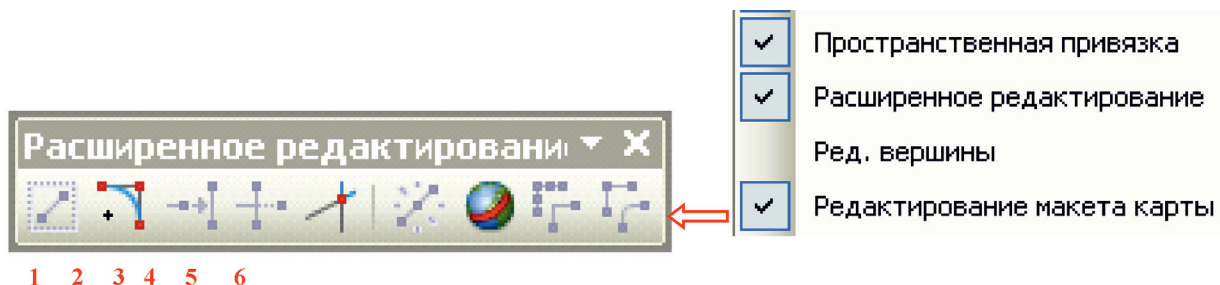 Пространственная привязка
Расширенное редактирование
Ред. вершины
Редактирование макета карты
Расширенное редактировани
1 2 3 4 5 6